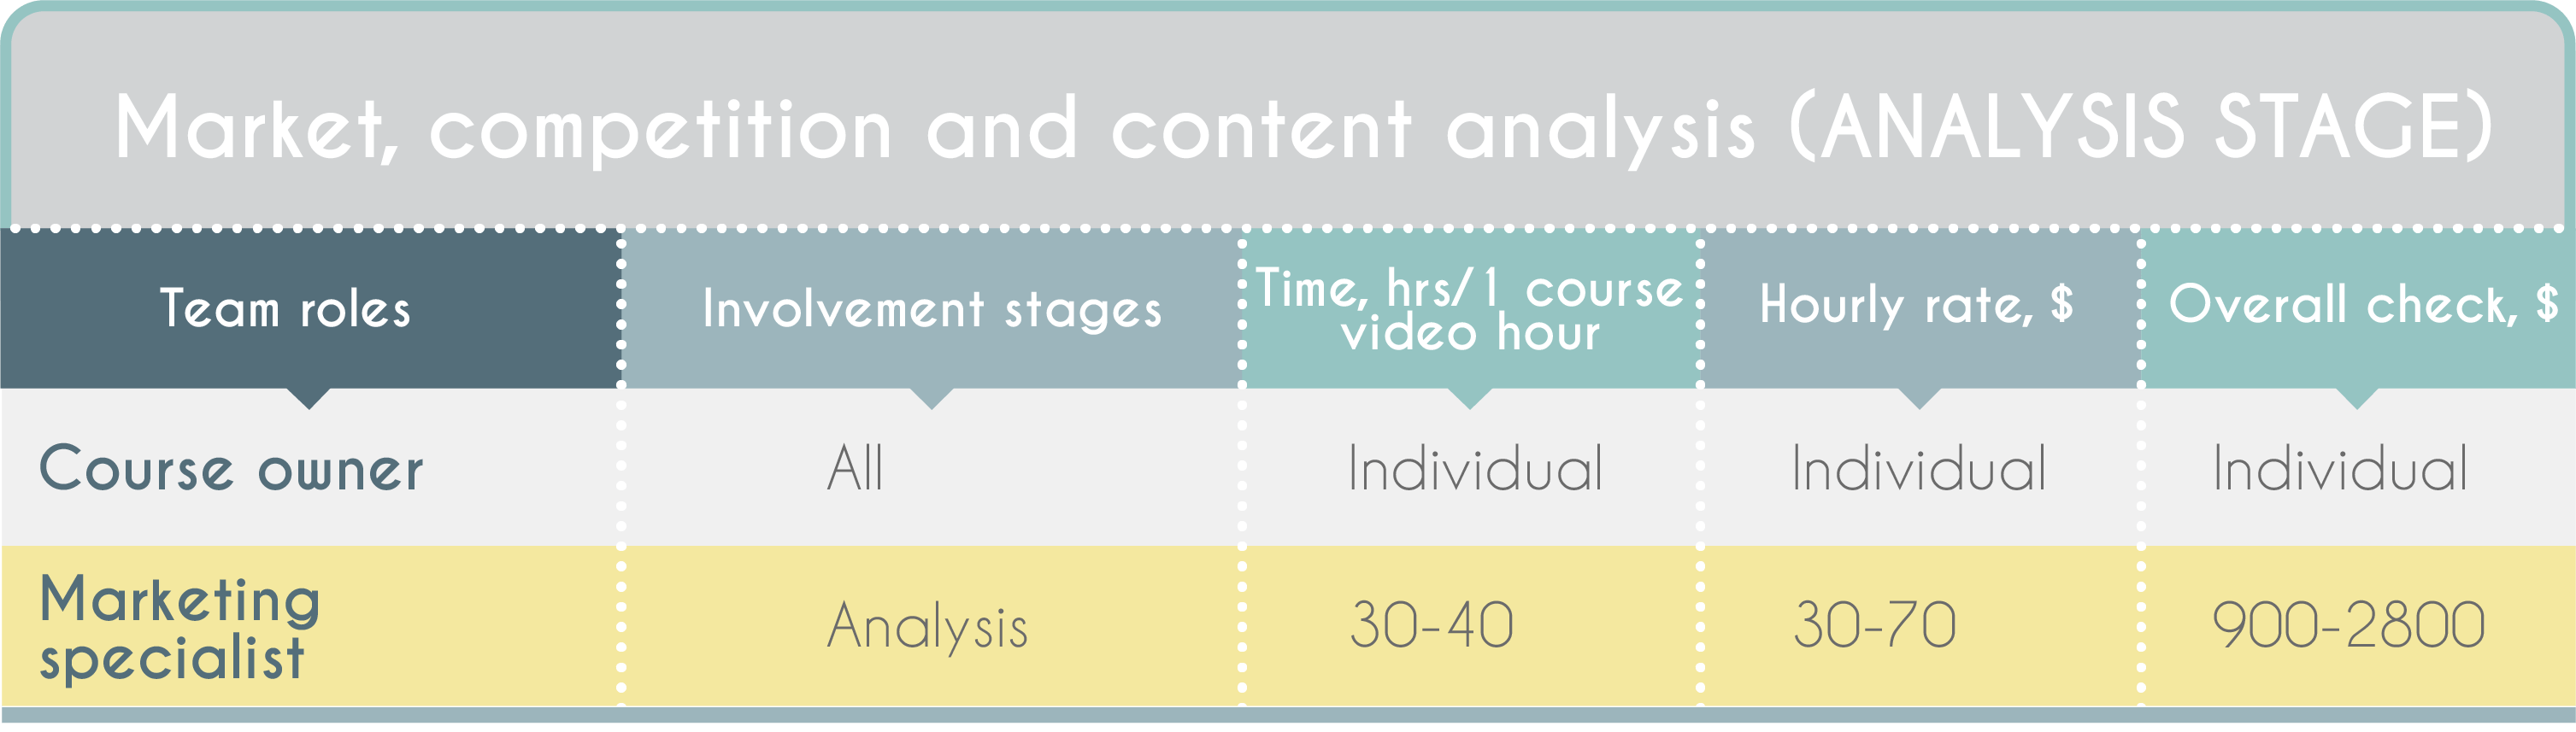 Market, competition and content analysis (ANALYSIS STAGE)
Team roles
Involvement stages
Time, hrs/1 course
video hour
Hourly rate, $
Overall check, $
Course owner
All
Individual
Individual
Individual
Marketing
specialist
Analysis
30-40
30-70
900-2800